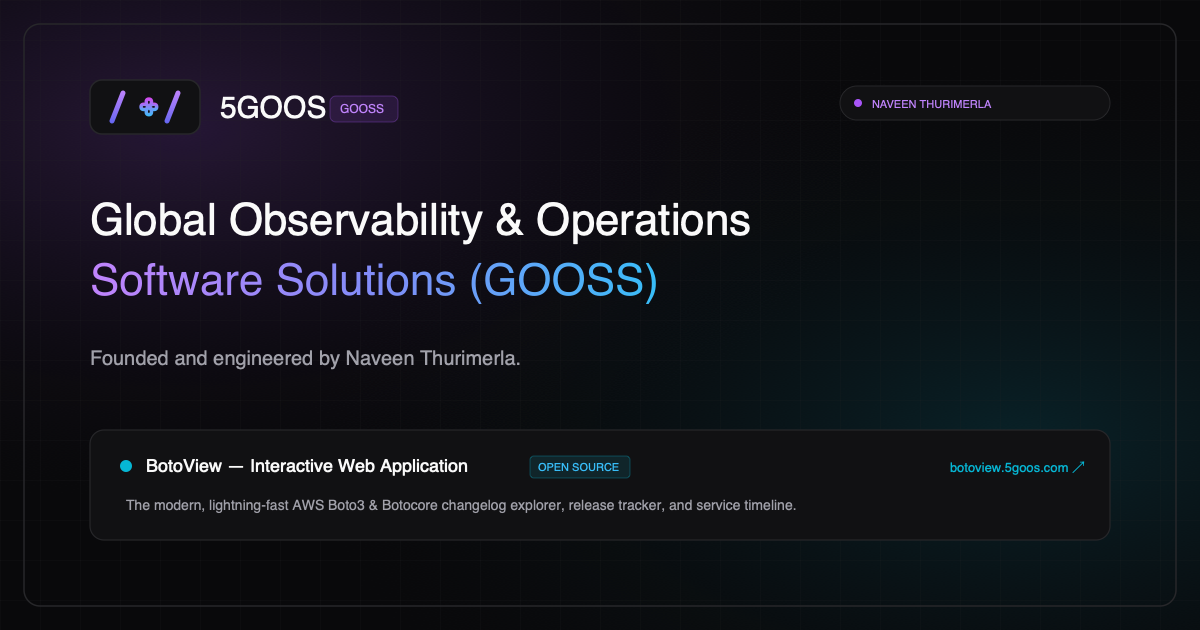 5GOOS GOOSS
NAVEEN THURIMERLA
Global Observability & Operations
Software Solutions (GOOSS)
Founded and engineered by Naveen Thurimerla.
BotoView — Interactive Web Application
OPEN SOURCE
botoview.5goos.com ↗
The modern, lightning-fast AWS Boto3 & Botocore changelog explorer, release tracker, and service timeline.